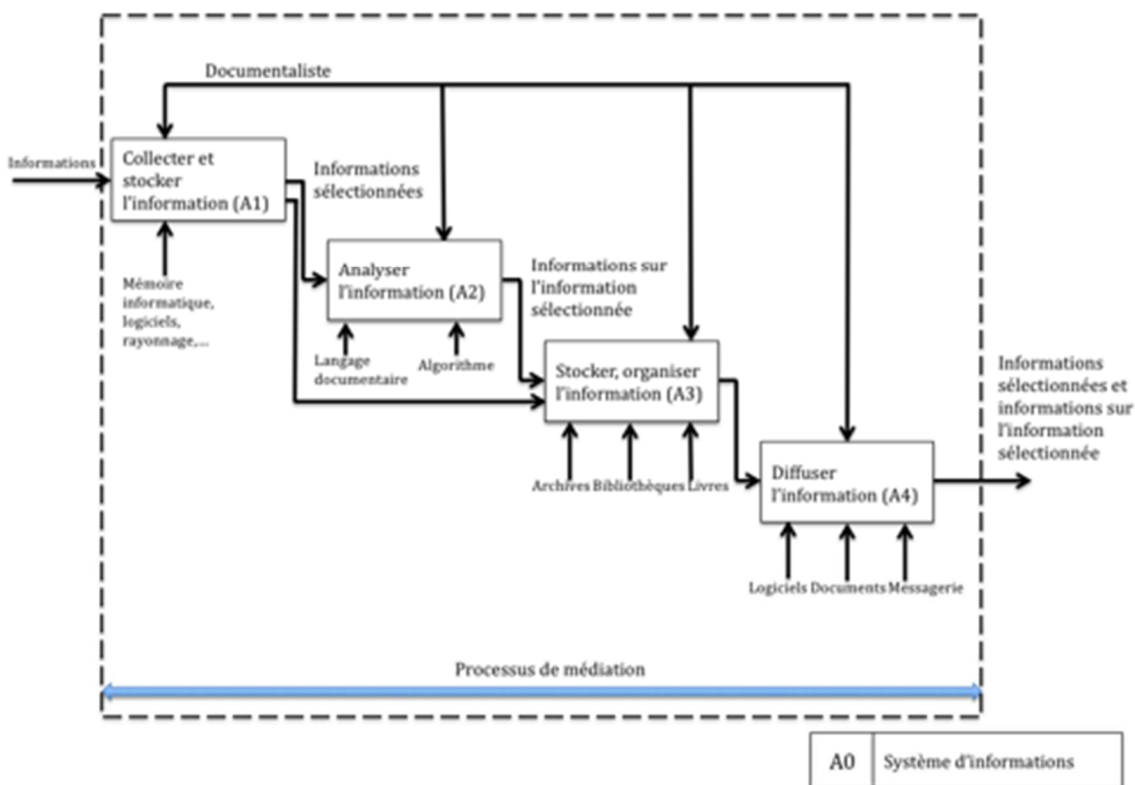 Documentaliste
Informations
Collecter et
stocker
l'information (A1)
Informations
sélectionnées
Mémoire
informatique,
logiciels,
rayonnage,...
Analyser
l'information (A2)
Informations sur
l'information
sélectionnée
Langage
documentaire
Algorithme
Stocker, organiser
l'information (A3)
Archives Bibliothèques Livres
Informations
sélectionnées et
informations sur
l'information
sélectionnée
Diffuser
l'information (A4)
Logiciels Documents Messagerie
Processus de médiation
A0 Système d'informations